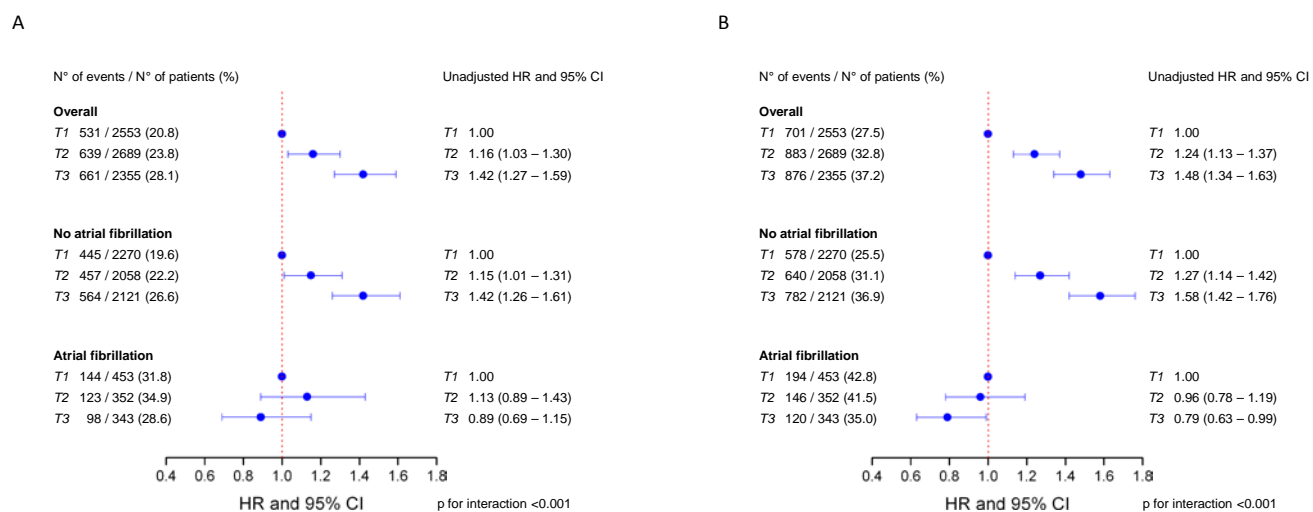 A
N° of events / N° of patients (%) Unadjusted HR and 95% CI
Overall
T1 531 / 2553 (20.8) T1 1.00
T2 639 / 2689 (23.8) T2 1.16 (1.03 – 1.30)
T3 661 / 2355 (28.1) T3 1.42 (1.27 – 1.59)
No atrial fibrillation
T1 445 / 2270 (19.6) T1 1.00
T2 457 / 2058 (22.2) T2 1.15 (1.01 – 1.31)
T3 564 / 2121 (26.6) T3 1.42 (1.26 – 1.61)
Atrial fibrillation
T1 144 / 453 (31.8) T1 1.00
T2 123 / 352 (34.9) T2 1.13 (0.89 – 1.43)
T3 98 / 343 (28.6) T3 0.89 (0.69 – 1.15)
0.4 0.6 0.8 1.0 1.2 1.4 1.6 1.8
HR and 95% CI p for interaction <0.001
B
N° of events / N° of patients (%) Unadjusted HR and 95% CI
Overall
T1 701 / 2553 (27.5) T1 1.00
T2 883 / 2689 (32.8) T2 1.24 (1.13 – 1.37)
T3 876 / 2355 (37.2) T3 1.48 (1.34 – 1.63)
No atrial fibrillation
T1 578 / 2270 (25.5) T1 1.00
T2 640 / 2058 (31.1) T2 1.27 (1.14 – 1.42)
T3 782 / 2121 (36.9) T3 1.58 (1.42 – 1.76)
Atrial fibrillation
T1 194 / 453 (42.8) T1 1.00
T2 146 / 352 (41.5) T2 0.96 (0.78 – 1.19)
T3 120 / 343 (35.0) T3 0.79 (0.63 – 0.99)
0.4 0.6 0.8 1.0 1.2 1.4 1.6 1.8
HR and 95% CI p for interaction <0.001